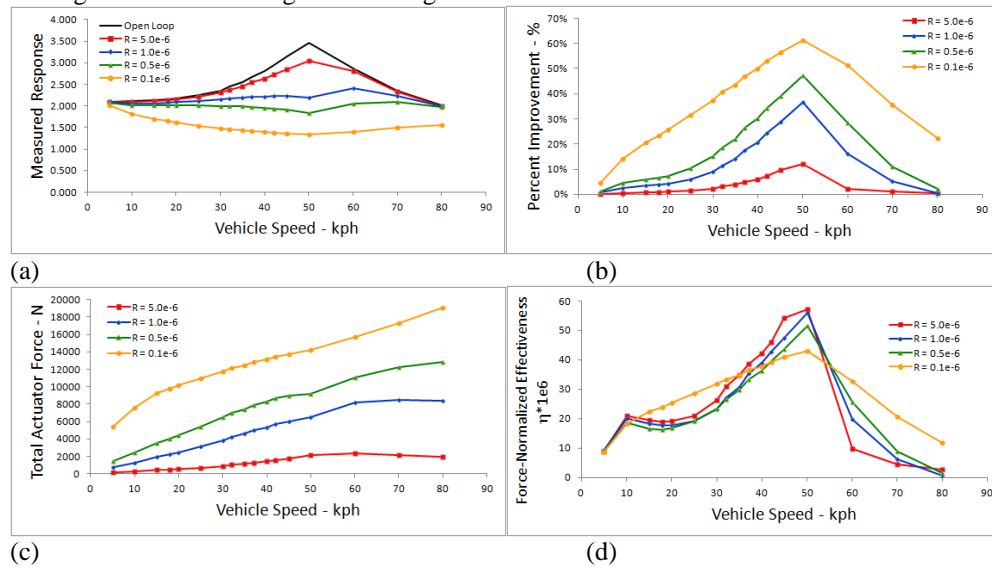 Measured Response
4.000
3.500
3.000
2.500
2.000
1.500
1.000
0.500
0.000
Open Loop
R = 5.0e-6
R = 1.0e-6
R = 0.5e-6
R = 0.1e-6
0 10 20 30 40 50 60 70 80 90
Vehicle Speed - kph
(a)
Percent Improvement - %
70%
60%
50%
40%
30%
20%
10%
0%
R = 5.0e-6
R = 1.0e-6
R = 0.5e-6
R = 0.1e-6
0 10 20 30 40 50 60 70 80 90
Vehicle Speed - kph
(b)
Total Actuator Force - N
20000
18000
16000
14000
12000
10000
8000
6000
4000
2000
0
R = 5.0e-6
R = 1.0e-6
R = 0.5e-6
R = 0.1e-6
0 10 20 30 40 50 60 70 80 90
Vehicle Speed - kph
(c)
Force-Normalized Effectiveness
η*1e6
60
50
40
30
20
10
0
R = 5.0e-6
R = 1.0e-6
R = 0.5e-6
R = 0.1e-6
0 10 20 30 40 50 60 70 80 90
Vehicle Speed - kph
(d)